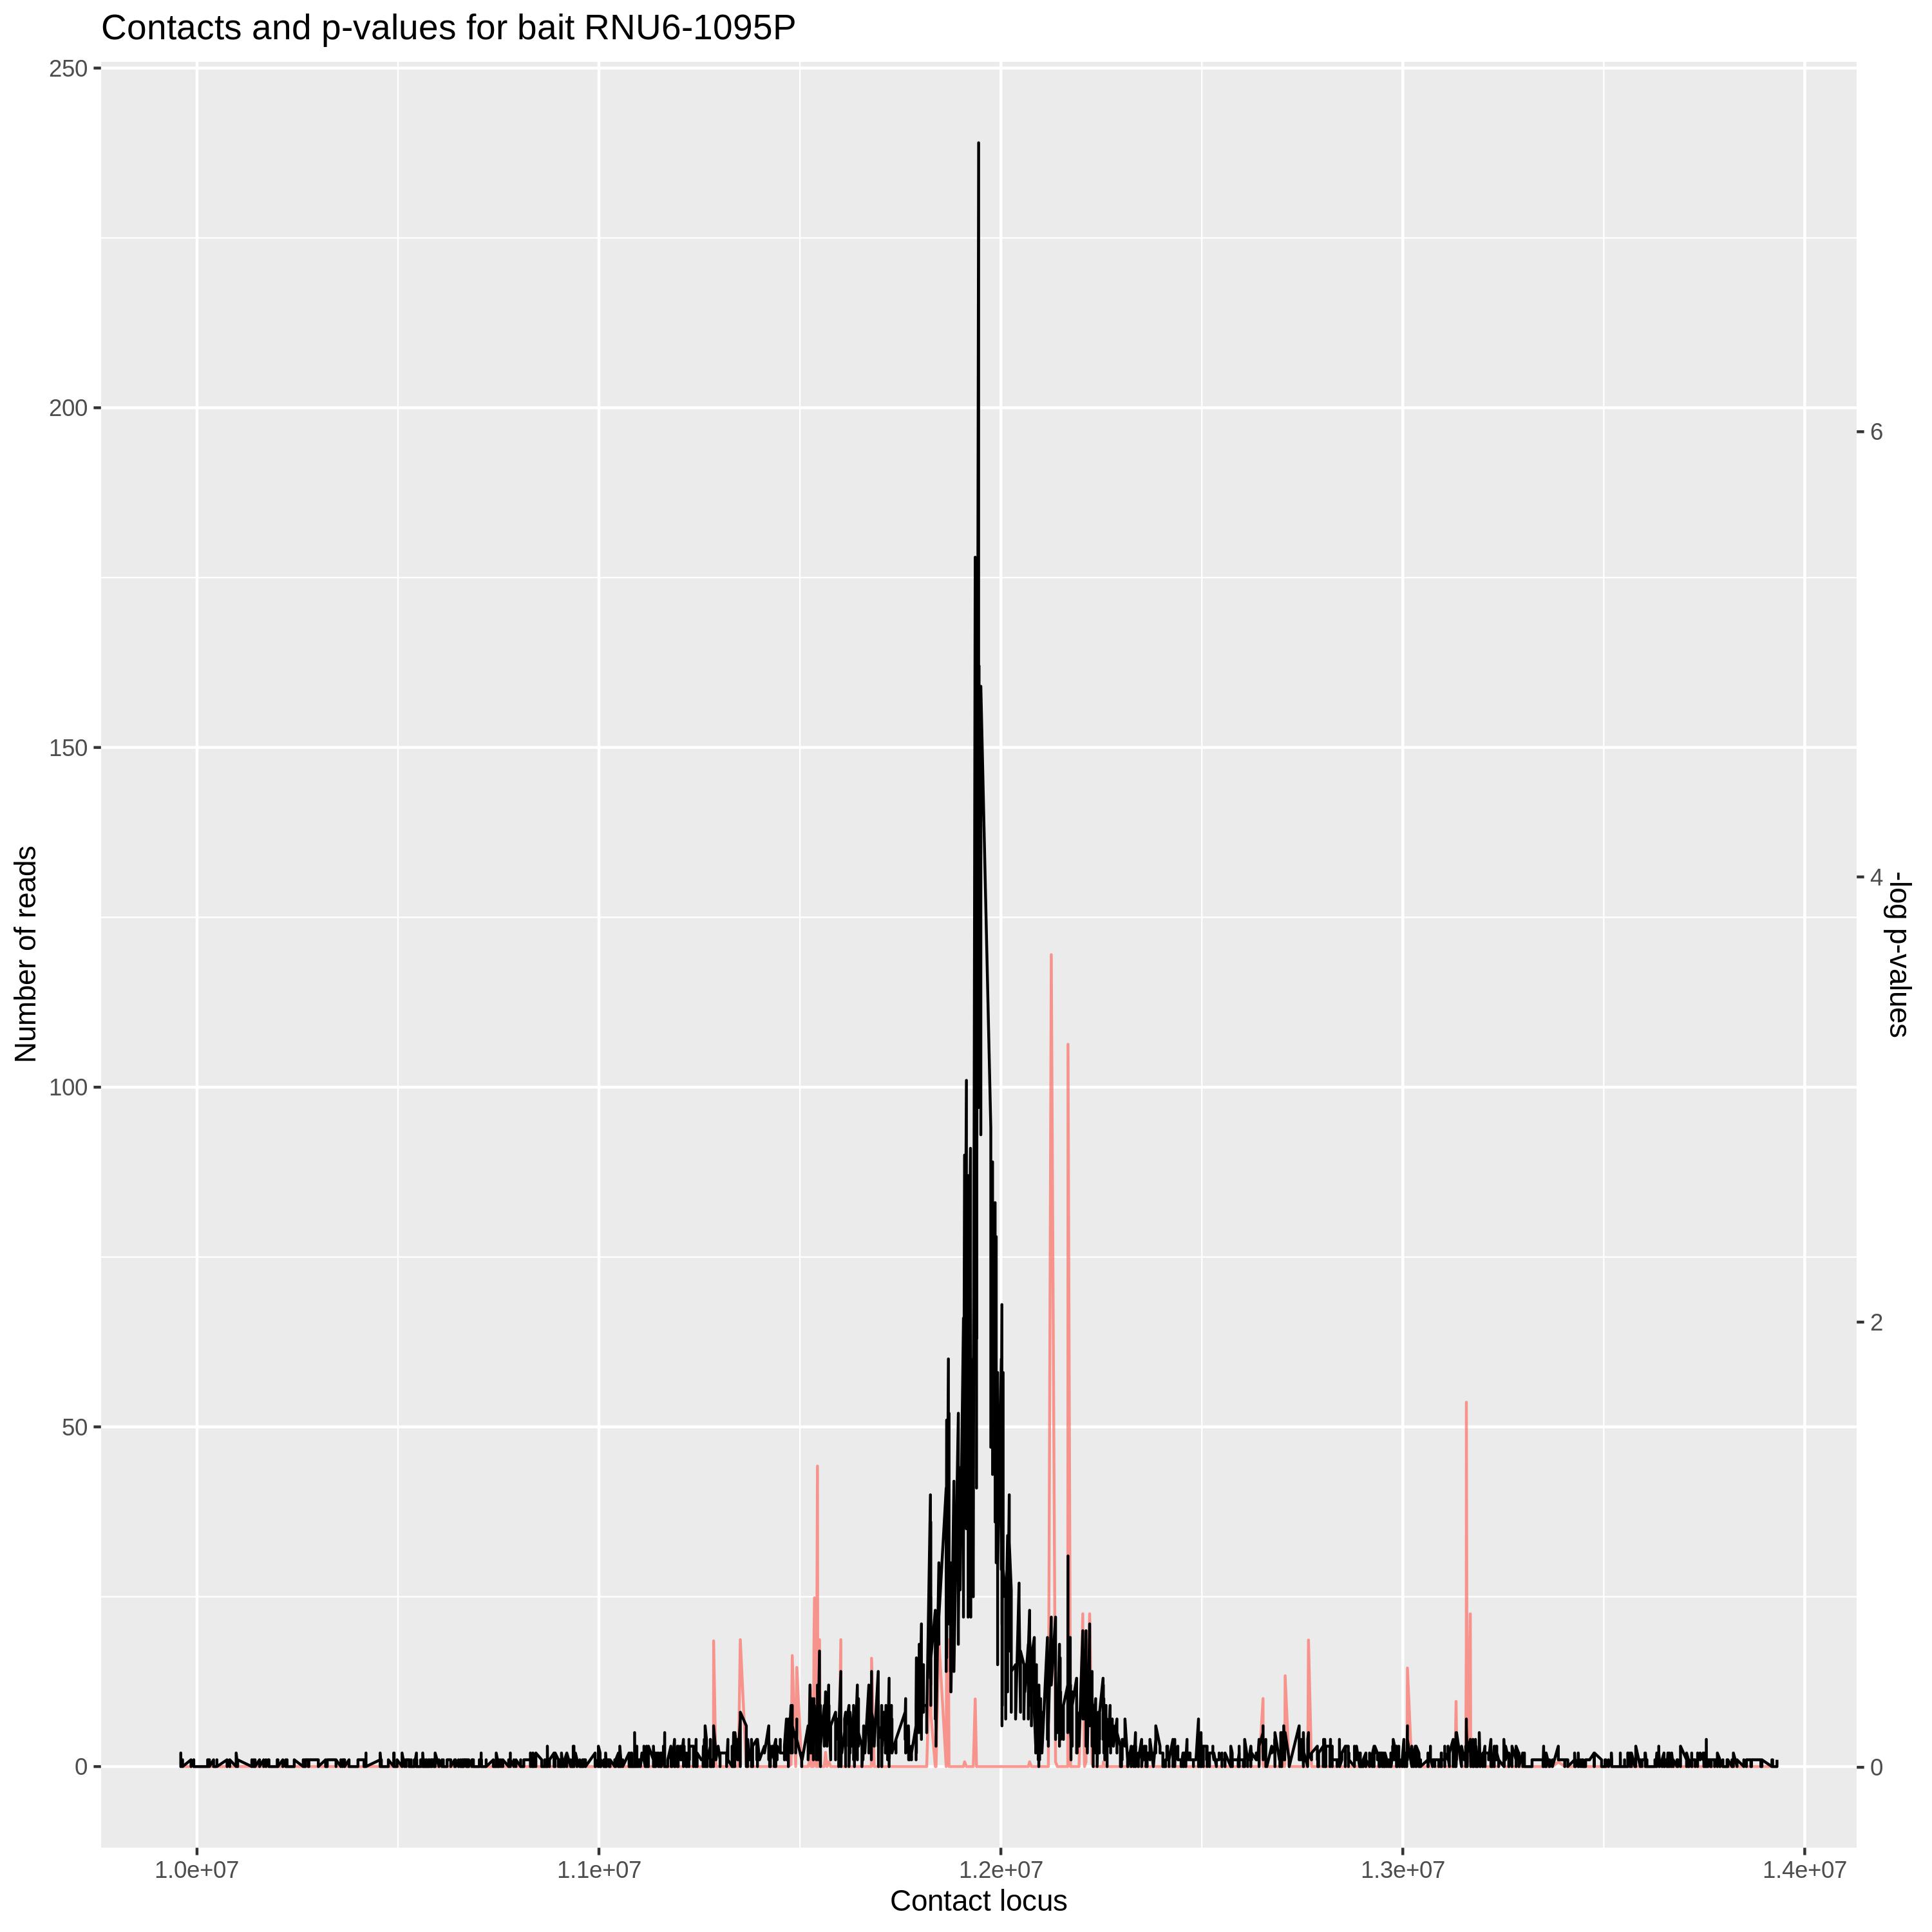 Contacts and p-values for bait RNU6-1095P
250
200
150
100
50
0
Number of reads
6
4
2
0
-log p-values
1.0e+07 1.1e+07 1.2e+07 1.3e+07 1.4e+07
Contact locus